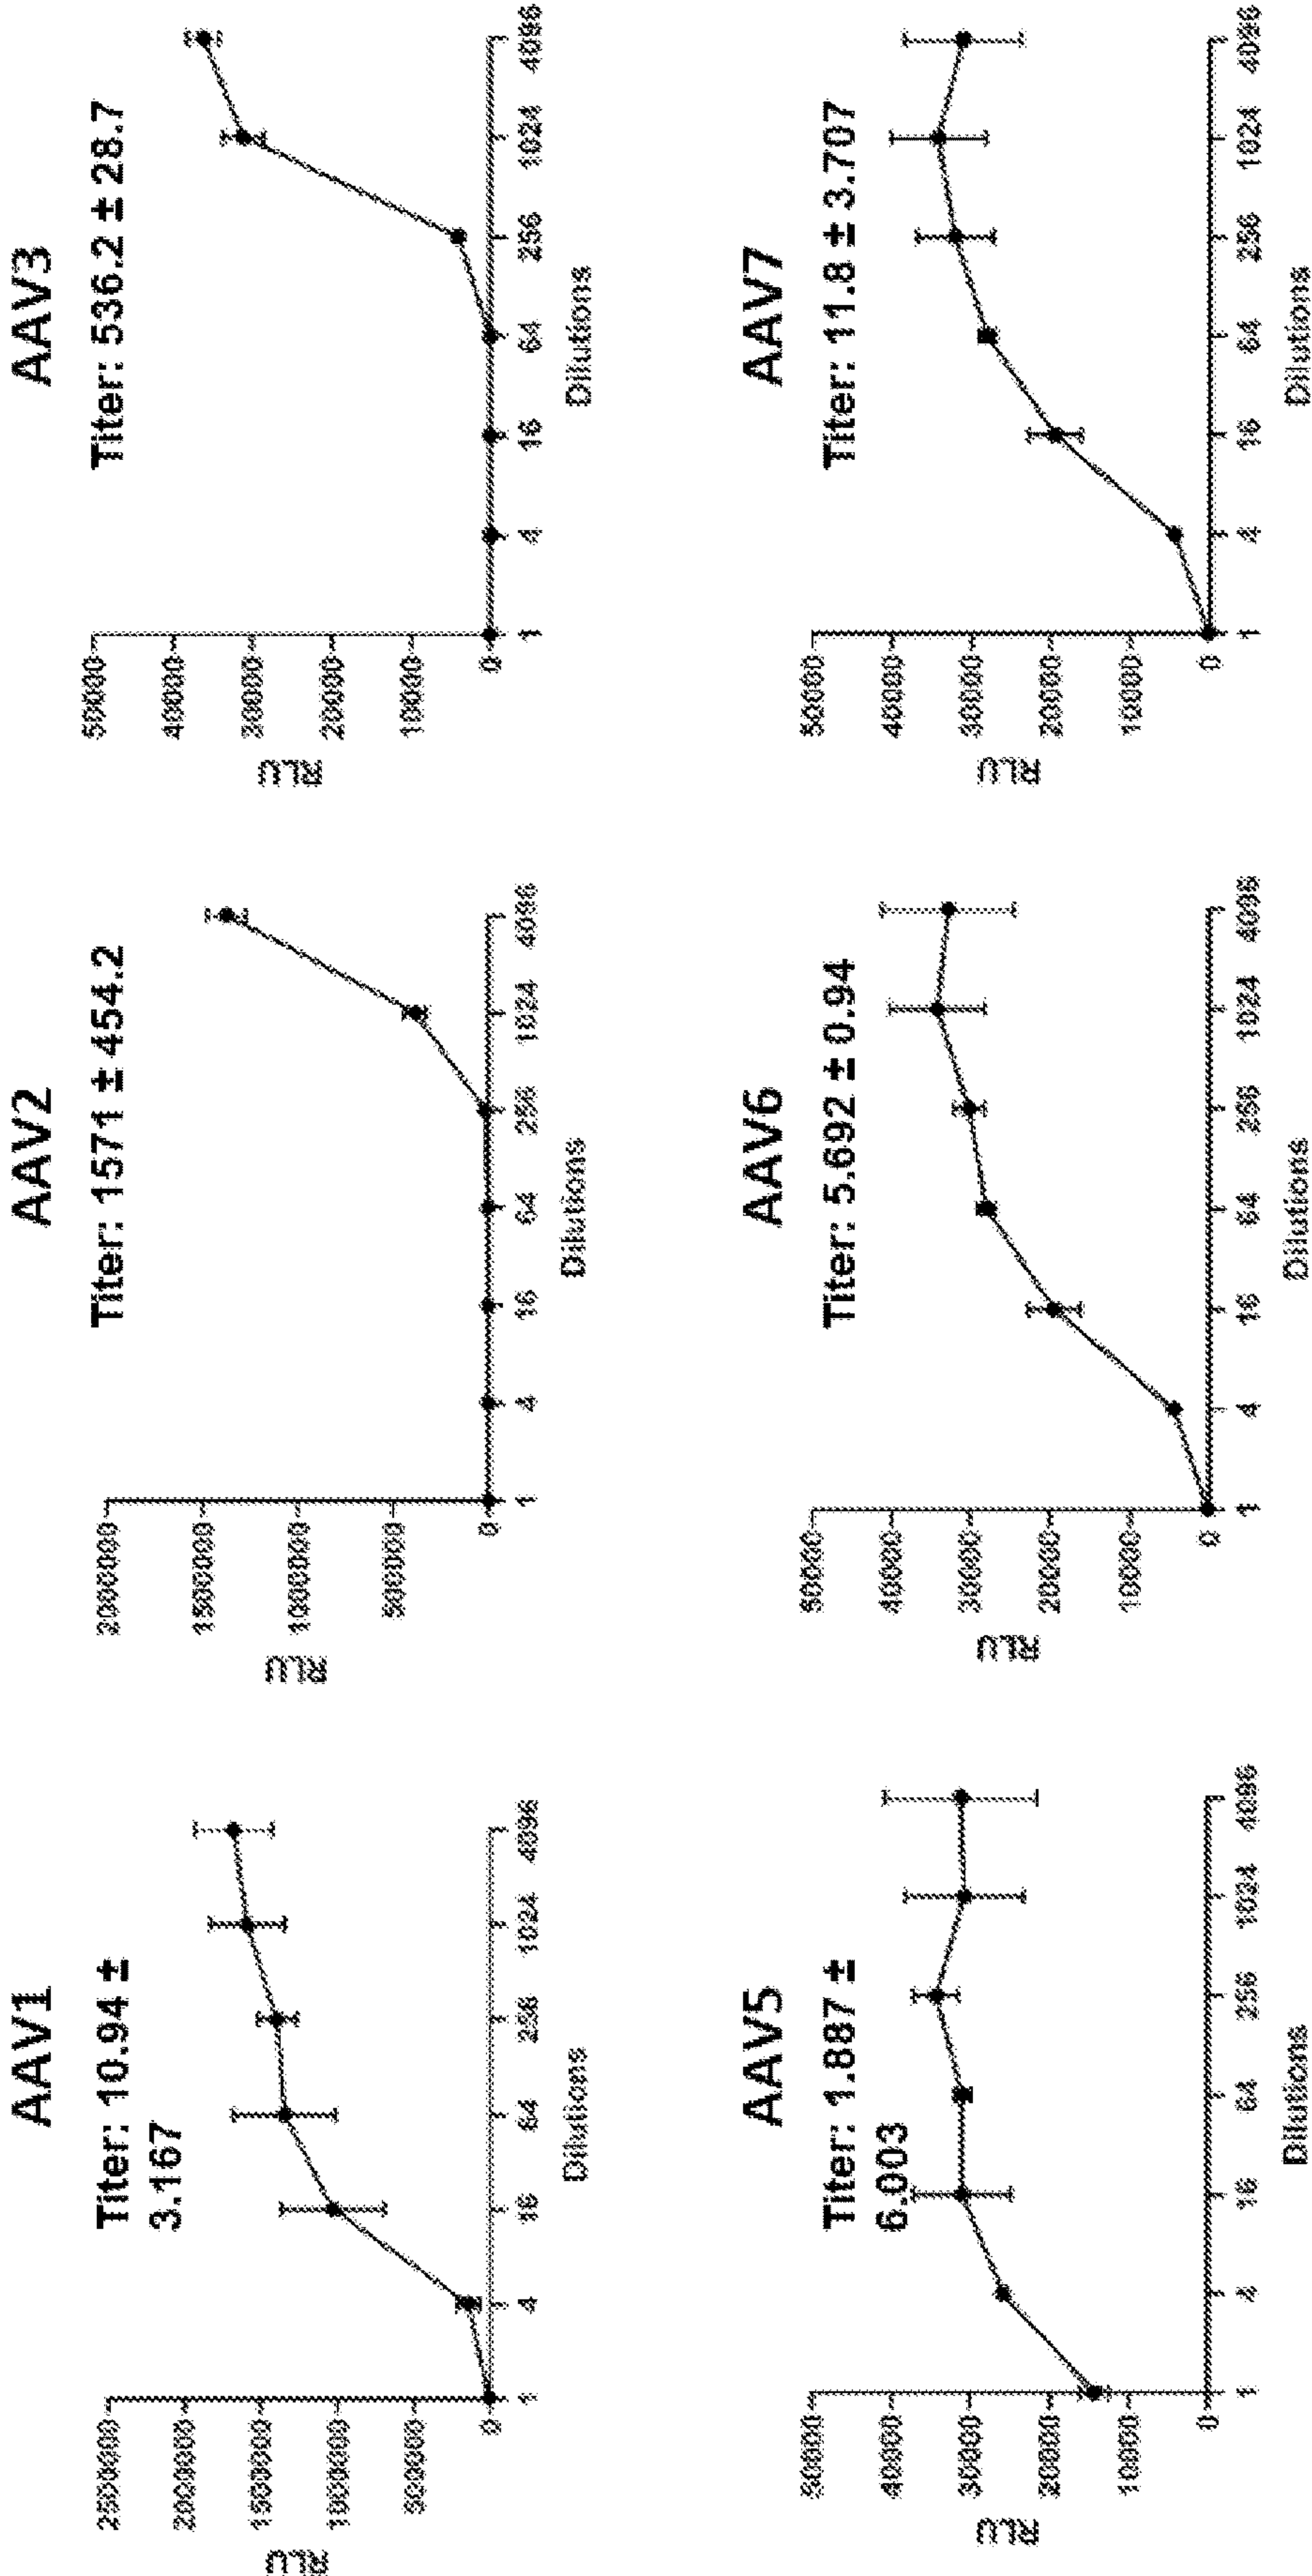 AAV1
Titer: 10.94 ±
3.167
2500000
2000000
1500000
1000000
500000
0
RLU
1 4 16 64 256 1024 4096
Dilutions
AAV2
Titer: 1571 ± 454.2
2000000
1500000
1000000
500000
0
RLU
1 4 16 64 256 1024 4096
Dilutions
AAV3
Titer: 536.2 ± 28.7
50000
40000
30000
20000
10000
0
RLU
1 4 16 64 256 1024 4096
Dilutions
AAV5
Titer: 1.887 ±
6.003
50000
40000
30000
20000
10000
0
RLU
1 4 16 64 256 1024 4096
Dilutions
AAV6
Titer: 5.692 ± 0.94
50000
40000
30000
20000
10000
0
RLU
1 4 16 64 256 1024 4096
Dilutions
AAV7
Titer: 11.8 ± 3.707
50000
40000
30000
20000
10000
0
RLU
1 4 16 64 256 1024 4096
Dilutions